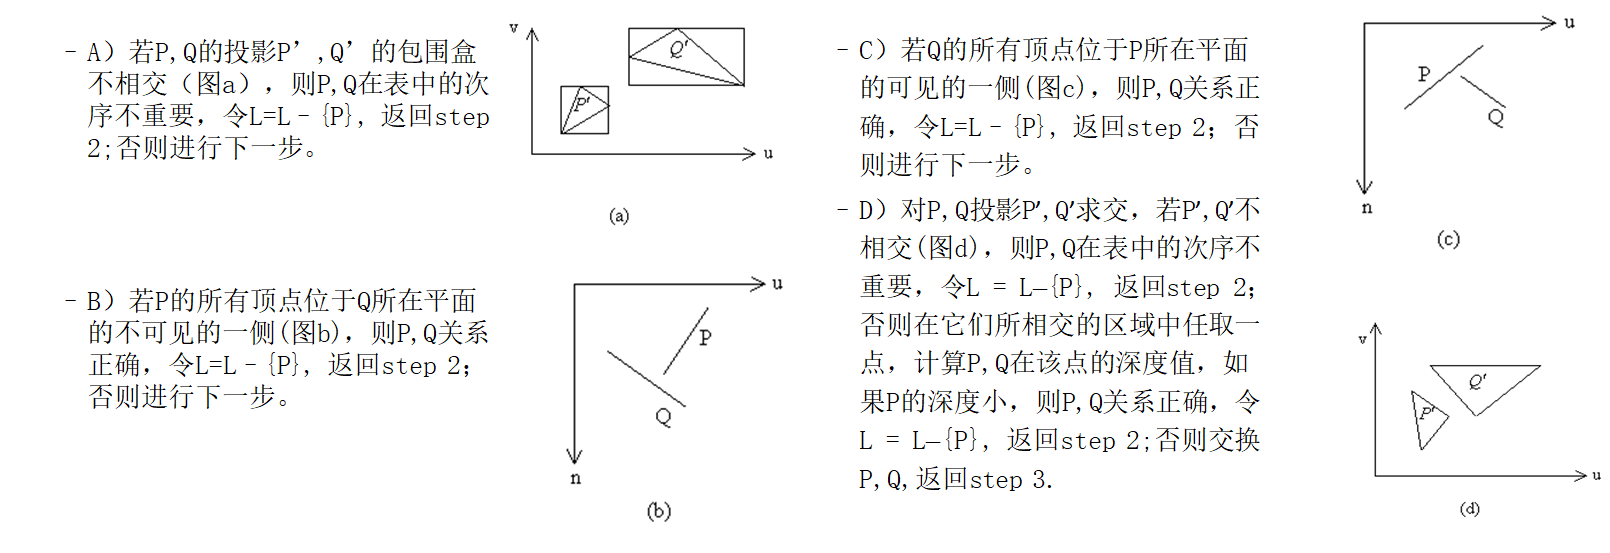 – A）若P,Q的投影P’,Q’的包围盒
不相交（图a），则P,Q在表中的次
序不重要，令L=L–{P}，返回step
2;否则进行下一步。
v
Q'
P'
u
(a)
– B）若P的所有顶点位于Q所在平面
的不可见的一侧(图b)，则P,Q关系
正确，令L=L–{P}，返回step 2；
否则进行下一步。
u
P
Q
n
(b)
– C）若Q的所有顶点位于P所在平面
的可见的一侧(图c)，则P,Q关系正
确，令L=L–{P}，返回step 2；否
则进行下一步。
u
P
Q
n
(c)
– D）对P,Q投影P′,Q′求交，若P′,Q′不
相交(图d)，则P,Q在表中的次序不
重要，令L = L—{P}，返回step 2；
否则在它们所相交的区域中任取一
点，计算P,Q在该点的深度值，如
果P的深度小，则P,Q关系正确，令
L = L—{P}，返回step 2;否则交换
P,Q,返回step 3.
v
Q'
P'
u
(d)